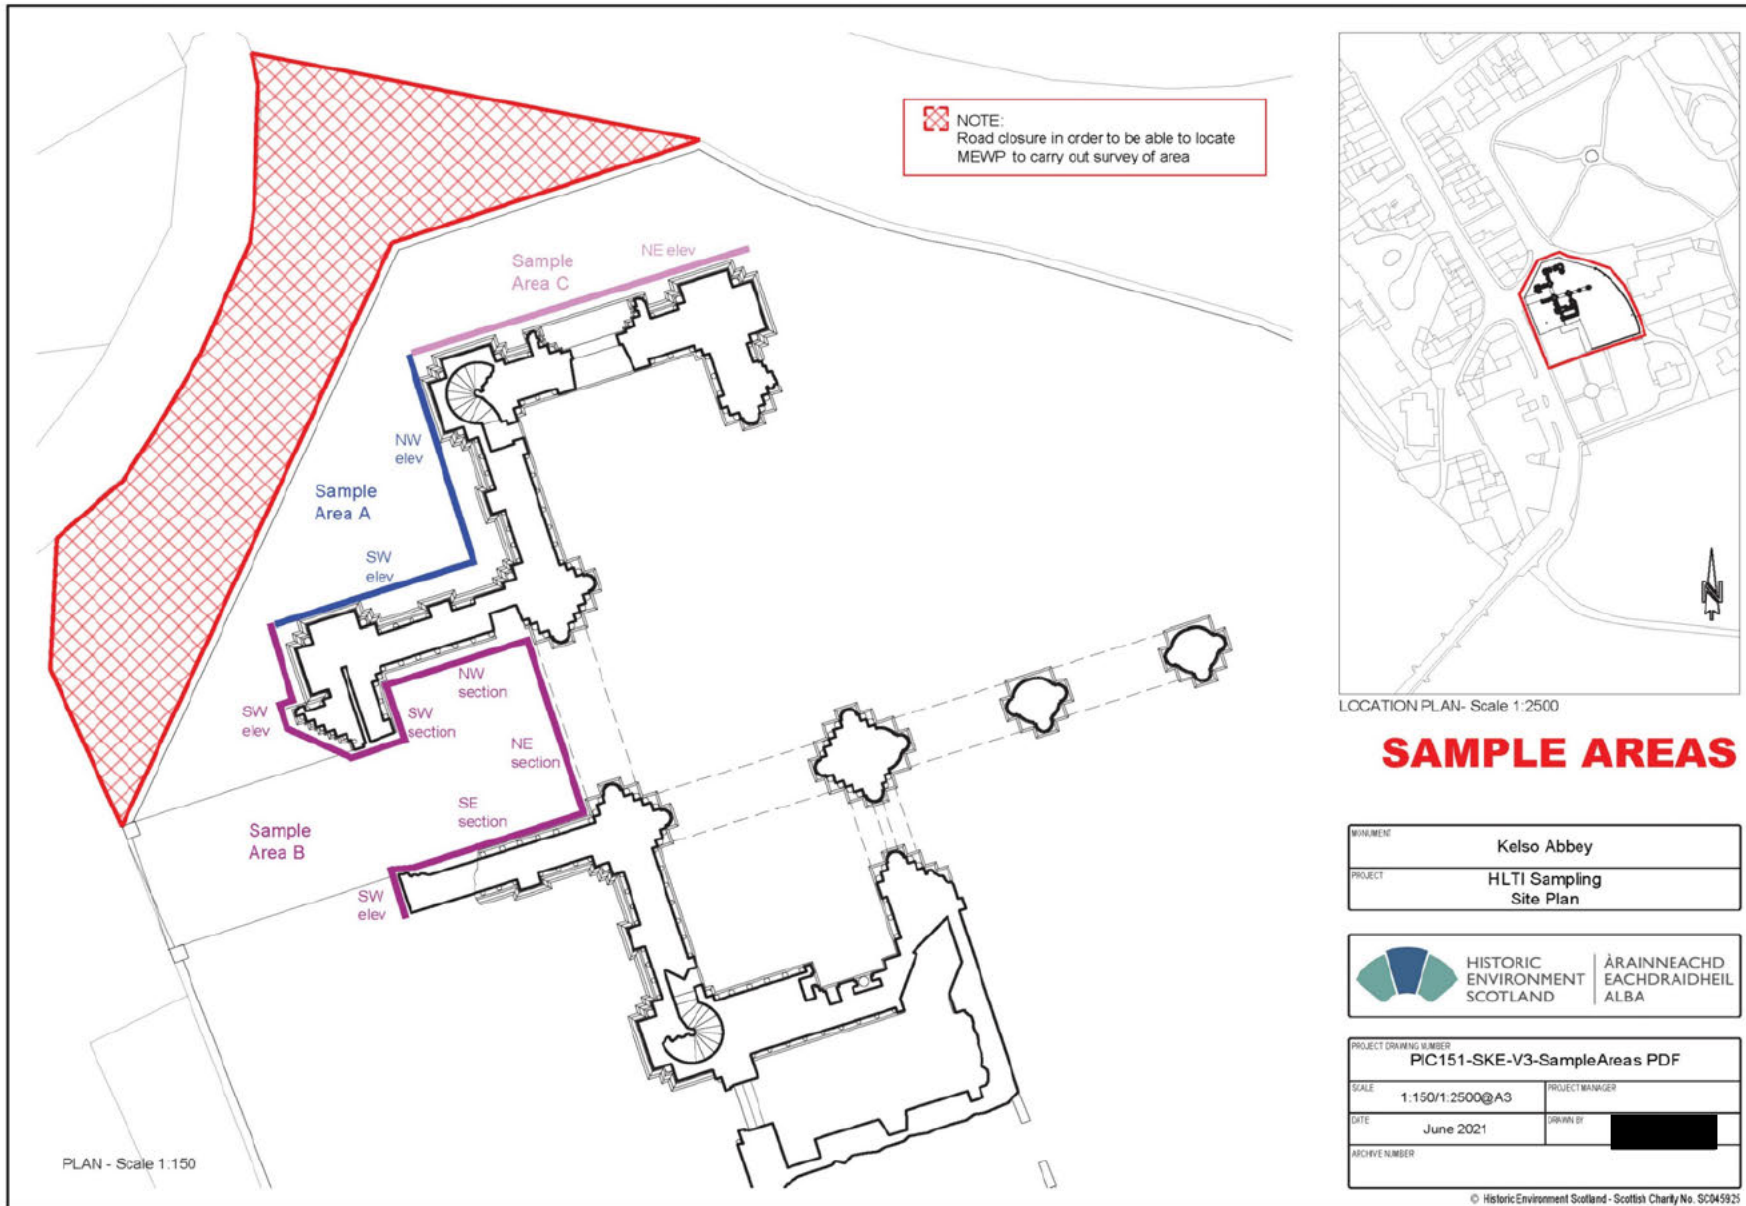 NOTE:
Road closure in order to be able to locate
MEWP to carry out survey of area
Sample
Area C
NE elev
NW
elev
Sample
Area A
SW
elev
NW
section
SW
elev
SW
section
NE
section
SE
section
Sample
Area B
SW
elev
PLAN - Scale 1:150
N
LOCATION PLAN- Scale 1:2500
SAMPLE AREAS
MONUMENT
Kelso Abbey
PROJECT
HLTI Sampling
Site Plan
HISTORIC
ENVIRONMENT
SCOTLAND
ÀRAINNEACHD
EACHDRAIDHEIL
ALBA
PROJECT DRAWING NUMBER
PIC151-SKE-V3-SampleAreas PDF
SCALE
1:150/1:2500@A3
PROJECT MANAGER
DATE
June 2021
DRAWN BY
ARCHIVE NUMBER
© Historic Environment Scotland - Scottish Charity No. SC045925